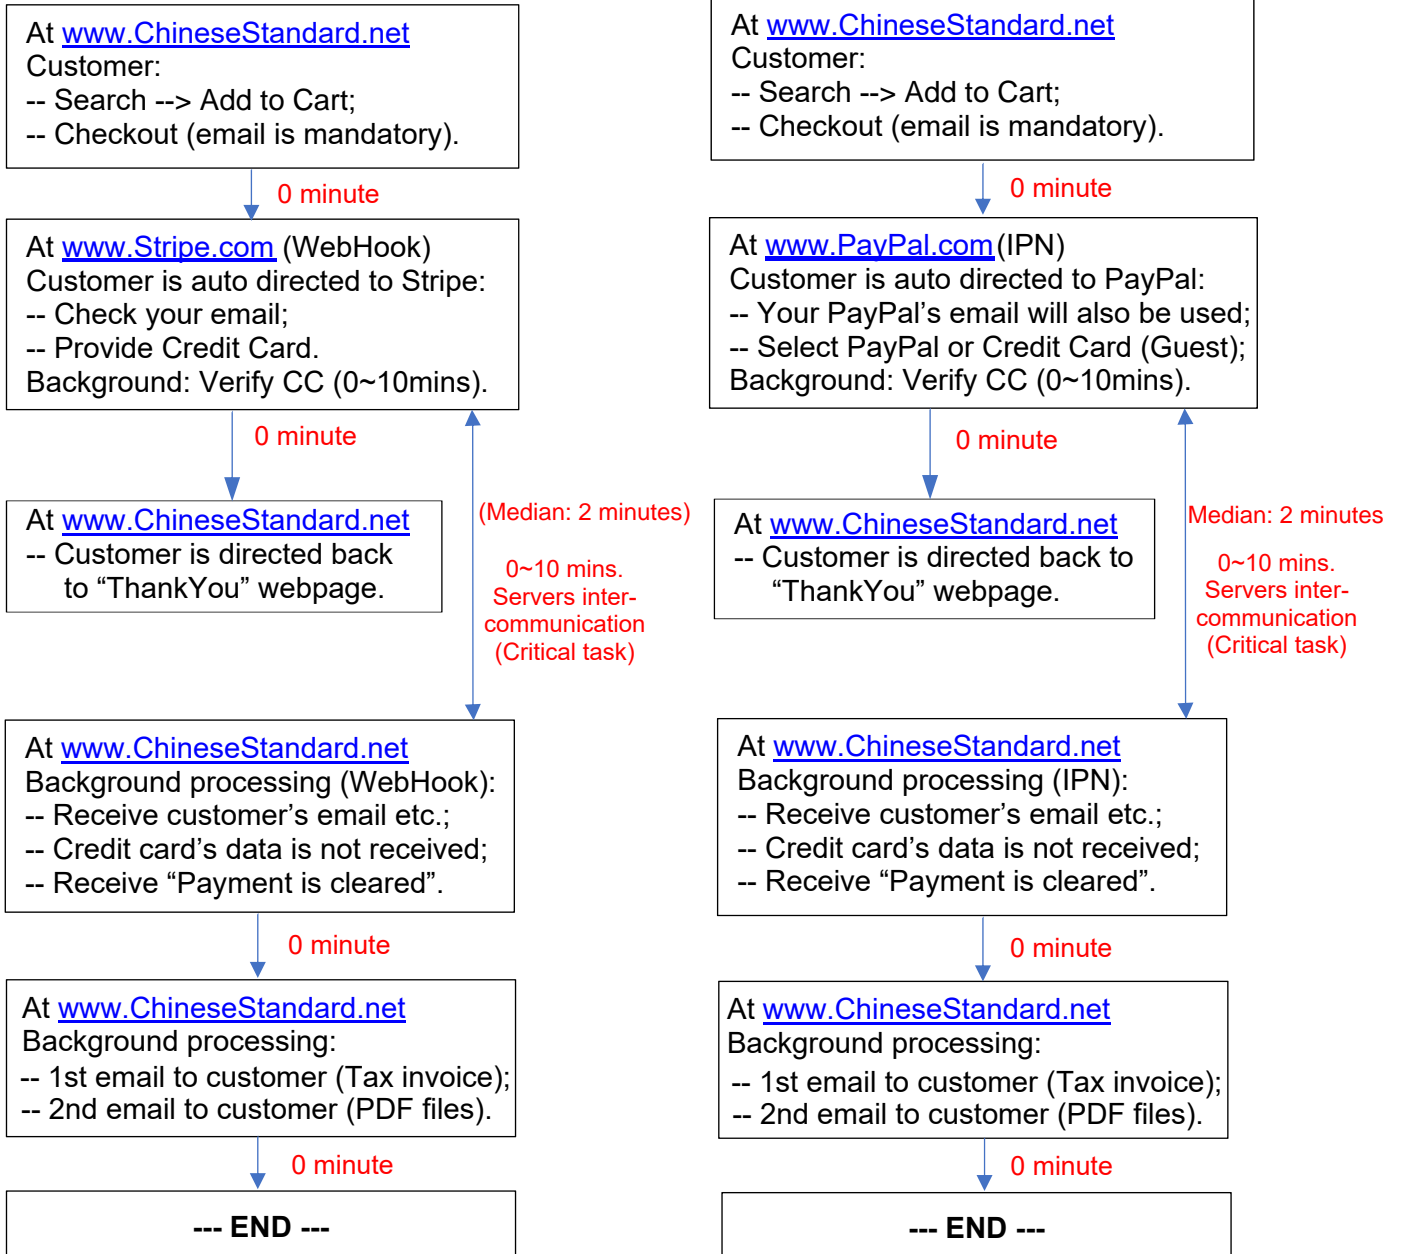 At www.ChineseStandard.net
Customer:
-- Search --> Add to Cart;
-- Checkout (email is mandatory).
0 minute
At www.Stripe.com (WebHook)
Customer is auto directed to Stripe:
-- Check your email;
-- Provide Credit Card.
Background: Verify CC (0~10mins).
0 minute
(Median: 2 minutes)
0~10 mins.
Servers inter-
communication
(Critical task)
At www.ChineseStandard.net
-- Customer is directed back
to “ThankYou” webpage.
At www.ChineseStandard.net
Background processing (WebHook):
-- Receive customer’s email etc.;
-- Credit card’s data is not received;
-- Receive “Payment is cleared”.
0 minute
At www.ChineseStandard.net
Background processing:
-- 1st email to customer (Tax invoice);
-- 2nd email to customer (PDF files).
0 minute
--- END ---
At www.ChineseStandard.net
Customer:
-- Search --> Add to Cart;
-- Checkout (email is mandatory).
0 minute
At www.PayPal.com (IPN)
Customer is auto directed to PayPal:
-- Your PayPal’s email will also be used;
-- Select PayPal or Credit Card (Guest);
Background: Verify CC (0~10mins).
0 minute
Median: 2 minutes
0~10 mins.
Servers inter-
communication
(Critical task)
At www.ChineseStandard.net
-- Customer is directed back to
“ThankYou” webpage.
At www.ChineseStandard.net
Background processing (IPN):
-- Receive customer’s email etc.;
-- Credit card’s data is not received;
-- Receive “Payment is cleared”.
0 minute
At www.ChineseStandard.net
Background processing:
-- 1st email to customer (Tax invoice);
-- 2nd email to customer (PDF files).
0 minute
--- END ---